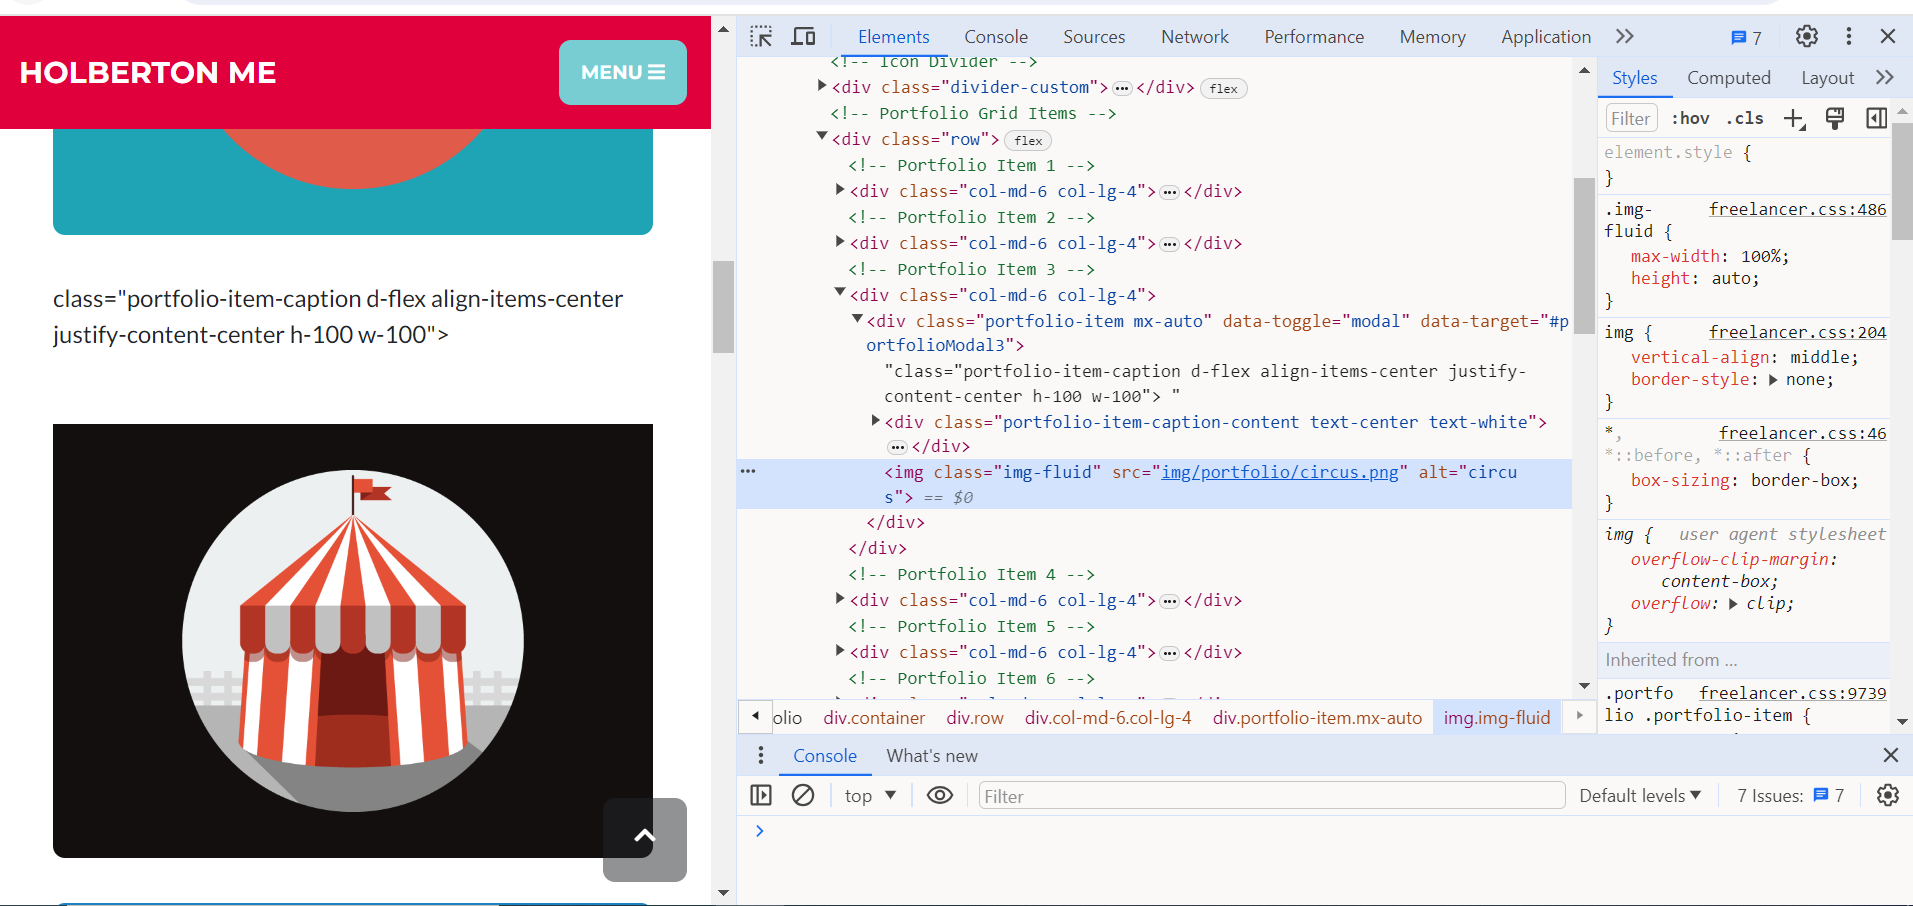 HOLBERTON ME
MENU
class="portfolio-item-caption d-flex align-items-center
justify-content-center h-100 w-100">
Elements Console Sources Network Performance Memory Application 7
<!-- Icon Divider -->
<div class="divider-custom"> ••• </div> flex
<!-- Portfolio Grid Items -->
<div class="row"> flex
<!-- Portfolio Item 1 -->
<div class="col-md-6 col-lg-4"> ••• </div>
<!-- Portfolio Item 2 -->
<div class="col-md-6 col-lg-4"> ••• </div>
<!-- Portfolio Item 3 -->
<div class="col-md-6 col-lg-4">
<div class="portfolio-item mx-auto" data-toggle="modal" data-target="#p
ortfolioModal3">
"class="portfolio-item-caption d-flex align-items-center justify-
content-center h-100 w-100"> "
<div class="portfolio-item-caption-content text-center text-white">
••• </div>
••• <img class="img-fluid" src="img/portfolio/circus.png" alt="circu
s"> == $0
</div>
</div>
<!-- Portfolio Item 4 -->
<div class="col-md-6 col-lg-4"> ••• </div>
<!-- Portfolio Item 5 -->
<div class="col-md-6 col-lg-4"> ••• </div>
<!-- Portfolio Item 6 -->
olio div.container div.row div.col-md-6.col-lg-4 div.portfolio-item.mx-auto img.img-fluid
Styles Computed Layout
Filter :hov .cls
element.style {
}
.img- freelancer.css:486
fluid {
max-width: 100%;
height: auto;
}
img { freelancer.css:204
vertical-align: middle;
border-style: none;
}
*, freelancer.css:46
*::before, *::after {
box-sizing: border-box;
}
img { user agent stylesheet
overflow-clip-margin:
content-box;
overflow: clip;
}
Inherited from ...
.portfo freelancer.css:9739
lio .portfolio-item {
Console What's new
top Filter Default levels 7 Issues: 7